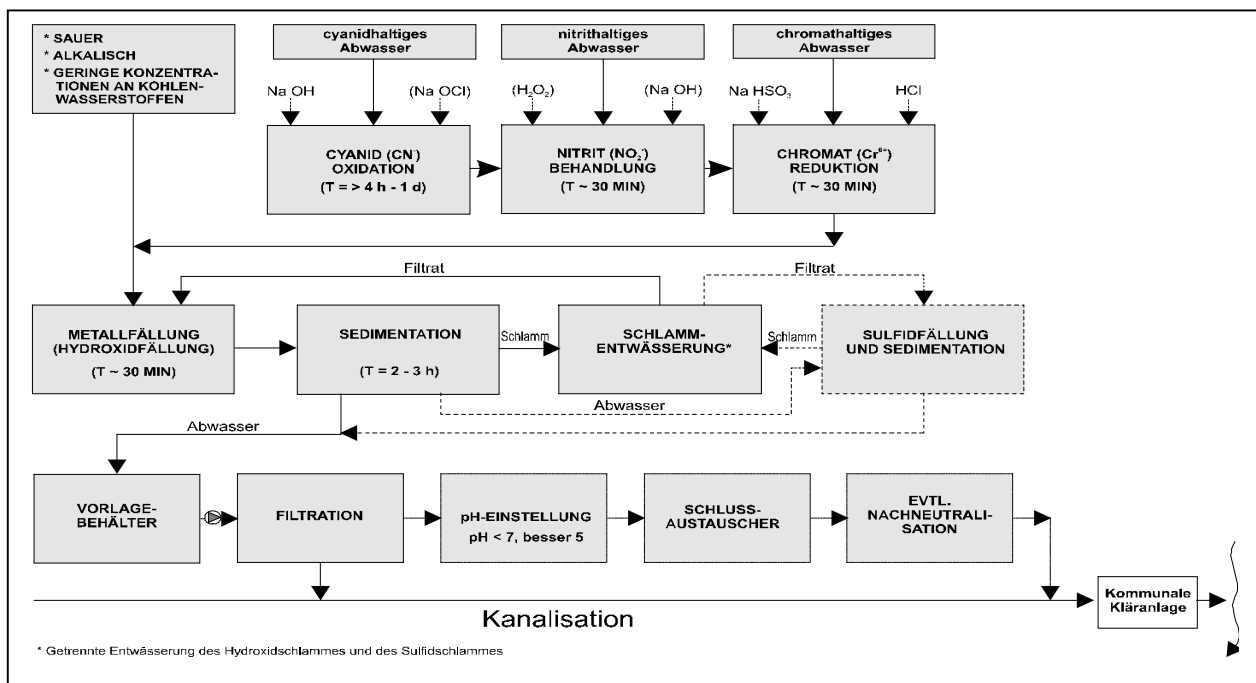 * SAUER
* ALKALISCH
* GERINGE KONZENTRA-
TIONEN AN KOHLEN-
WASSERSTOFFEN
cyanidhaltiges
Abwasser
nitrithaltiges
Abwasser
chromathaltiges
Abwasser
Na OH
(Na OCl)
(H₂O₂)
(Na OH)
Na HSO₃
HCl
CYANID (CN⁻)
OXIDATION
(T = > 4 h - 1 d)
NITRIT (NO₂⁻)
BEHANDLUNG
(T ~ 30 MIN)
CHROMAT (Cr⁶⁺)
REDUKTION
(T ~ 30 MIN)
Filtrat
Filtrat
METALLFÄLLUNG
(HYDROXIDFÄLLUNG)
(T ~ 30 MIN)
SEDIMENTATION
(T = 2 - 3 h)
Schlamm
SCHLAMM-
ENTWÄSSERUNG*
Schlamm
SULFIDFÄLLUNG
UND SEDIMENTATION
Abwasser
Abwasser
VORLAGE-
BEHÄLTER
FILTRATION
pH-EINSTELLUNG
pH < 7, besser 5
SCHLUSS-
AUSTAUSCHER
EVTL.
NACHNEUTRALI-
SATION
Kanalisation
Kommunale
Kläranlage
* Getrennte Entwässerung des Hydroxidschlammes und des Sulfidschlammes